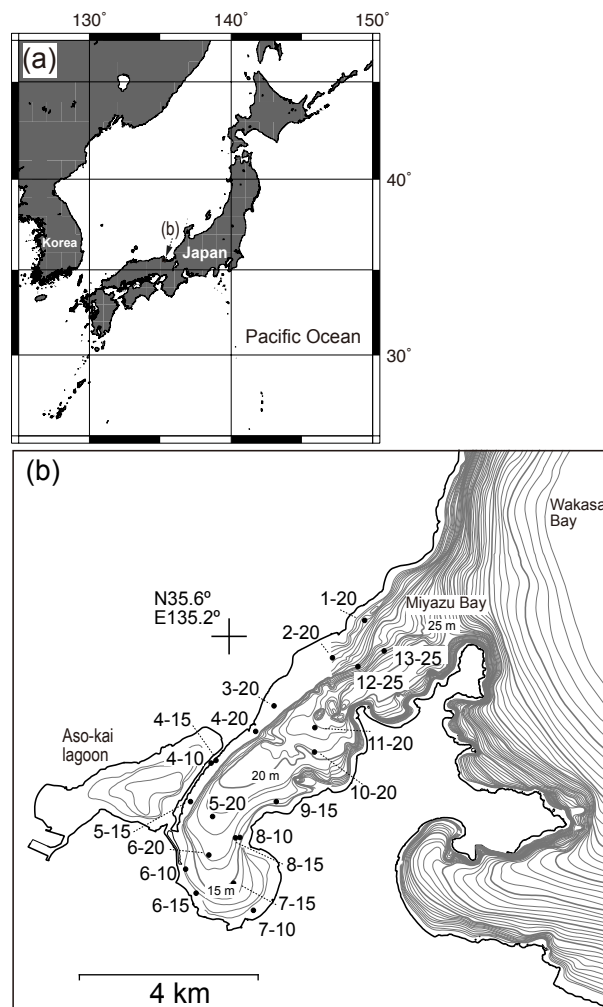 130˚ 140˚ 150˚
(a)
40˚
(b)
Korea
Japan
Pacific Ocean
30˚
(b)
Wakasa
Bay
N35.6º
E135.2º
1-20
Miyazu Bay
25 m
2-20
13-25
12-25
3-20
4-15
4-20
Aso-kai
lagoon
4-10
11-20
20 m
10-20
5-15
5-20
9-15
6-20
8-10
6-10
8-15
15 m
6-15
7-15
7-10
4 km